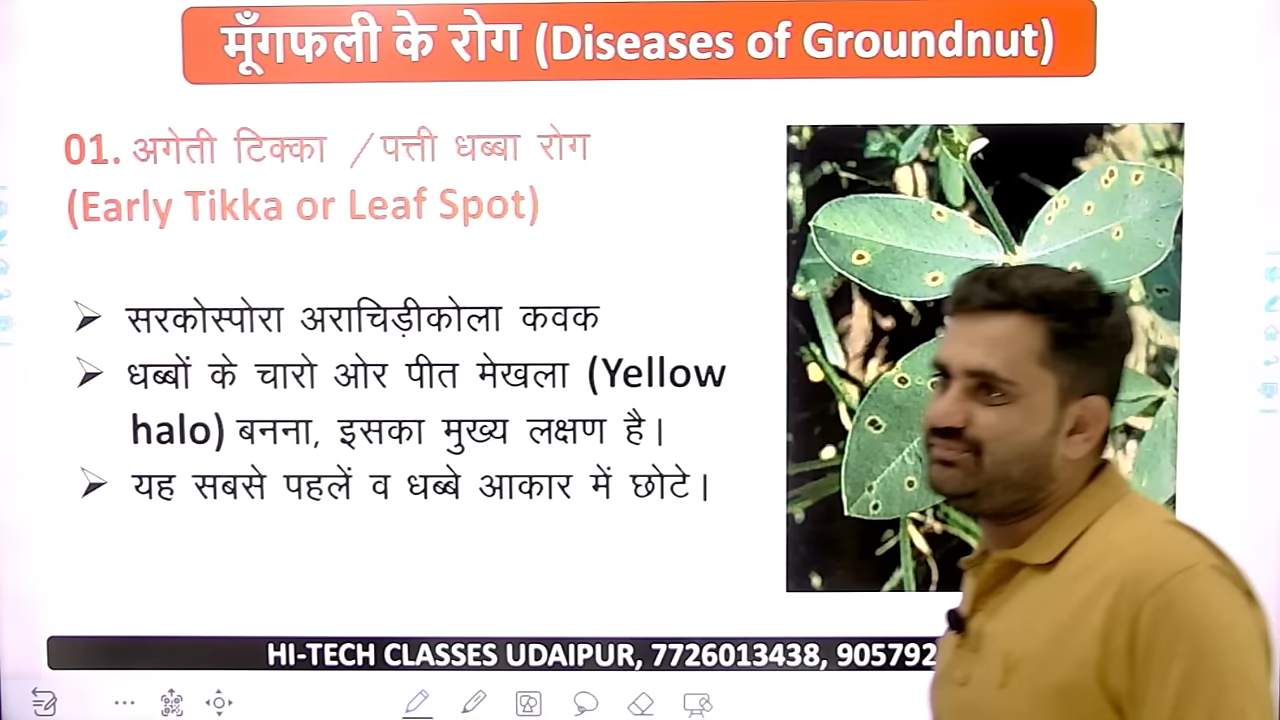 मूँगफली के रोग (Diseases of Groundnut)
01. अगेती टिक्का / पत्ती धब्बा रोग
(Early Tikka or Leaf Spot)
➢ सरकोस्पोरा अराचिड़ीकोला कवक
➢ धब्बों के चारो ओर पीत मेखला (Yellow
halo) बनना, इसका मुख्य लक्षण है।
➢ यह सबसे पहलें व धब्बे आकार में छोटे।
HI-TECH CLASSES UDAIPUR, 7726013438, 905792